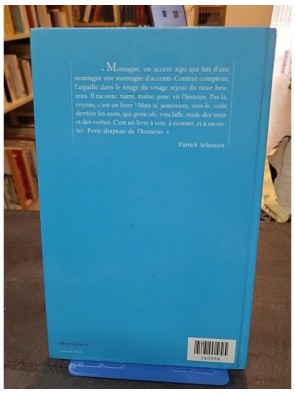 « Montagné, un accent aigu qui fait d'une
montagne une montagne d'accents. Conteur-compteur,
l'aiguille dans le rouge du visage réjoui du rieur heu-
reux. Il raconte, narre, mime, joue, vit l'histoire. Pas là,
voyons, c'est un livre ! Mais si, justement, vois-le, voilé
derrière les mots, qui gesticule, s'esclaffe, roule des yeux
et des verbes. C'est un livre à voir, à écouter, et à racon-
ter. Porte-drapeau de l'humour. »
Patrick Sébastien